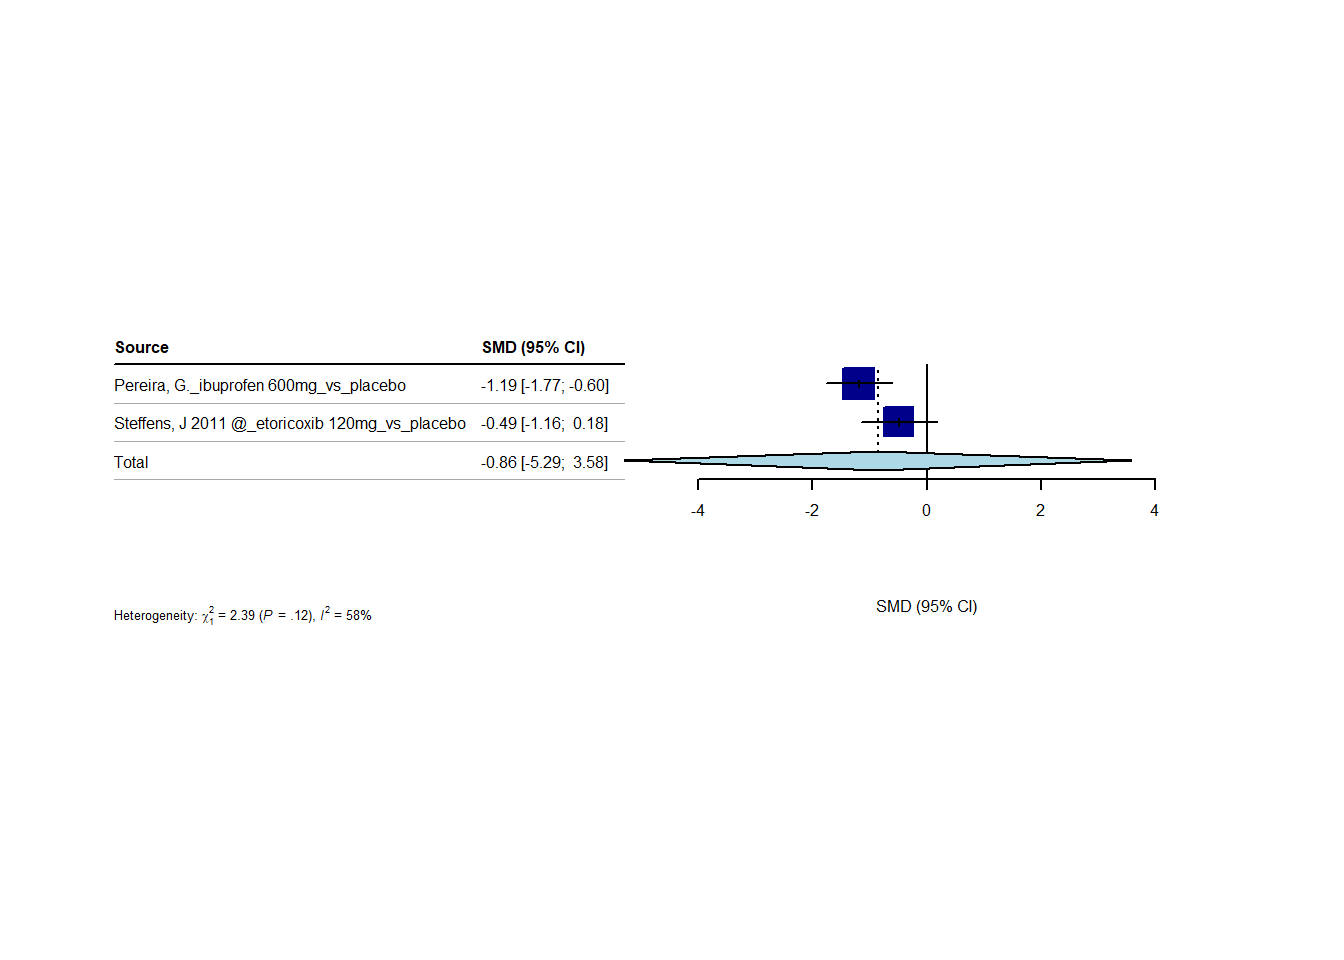 Source SMD (95% CI)
Pereira, G._ibuprofen 600mg_vs_placebo -1.19 [-1.77; -0.60]
Steffens, J 2011 @_etoricoxib 120mg_vs_placebo -0.49 [-1.16; 0.18]
Total -0.86 [-5.29; 3.58]
-4 -2 0 2 4
SMD (95% CI)
Heterogeneity: χ²₁ = 2.39 (P = .12), I² = 58%